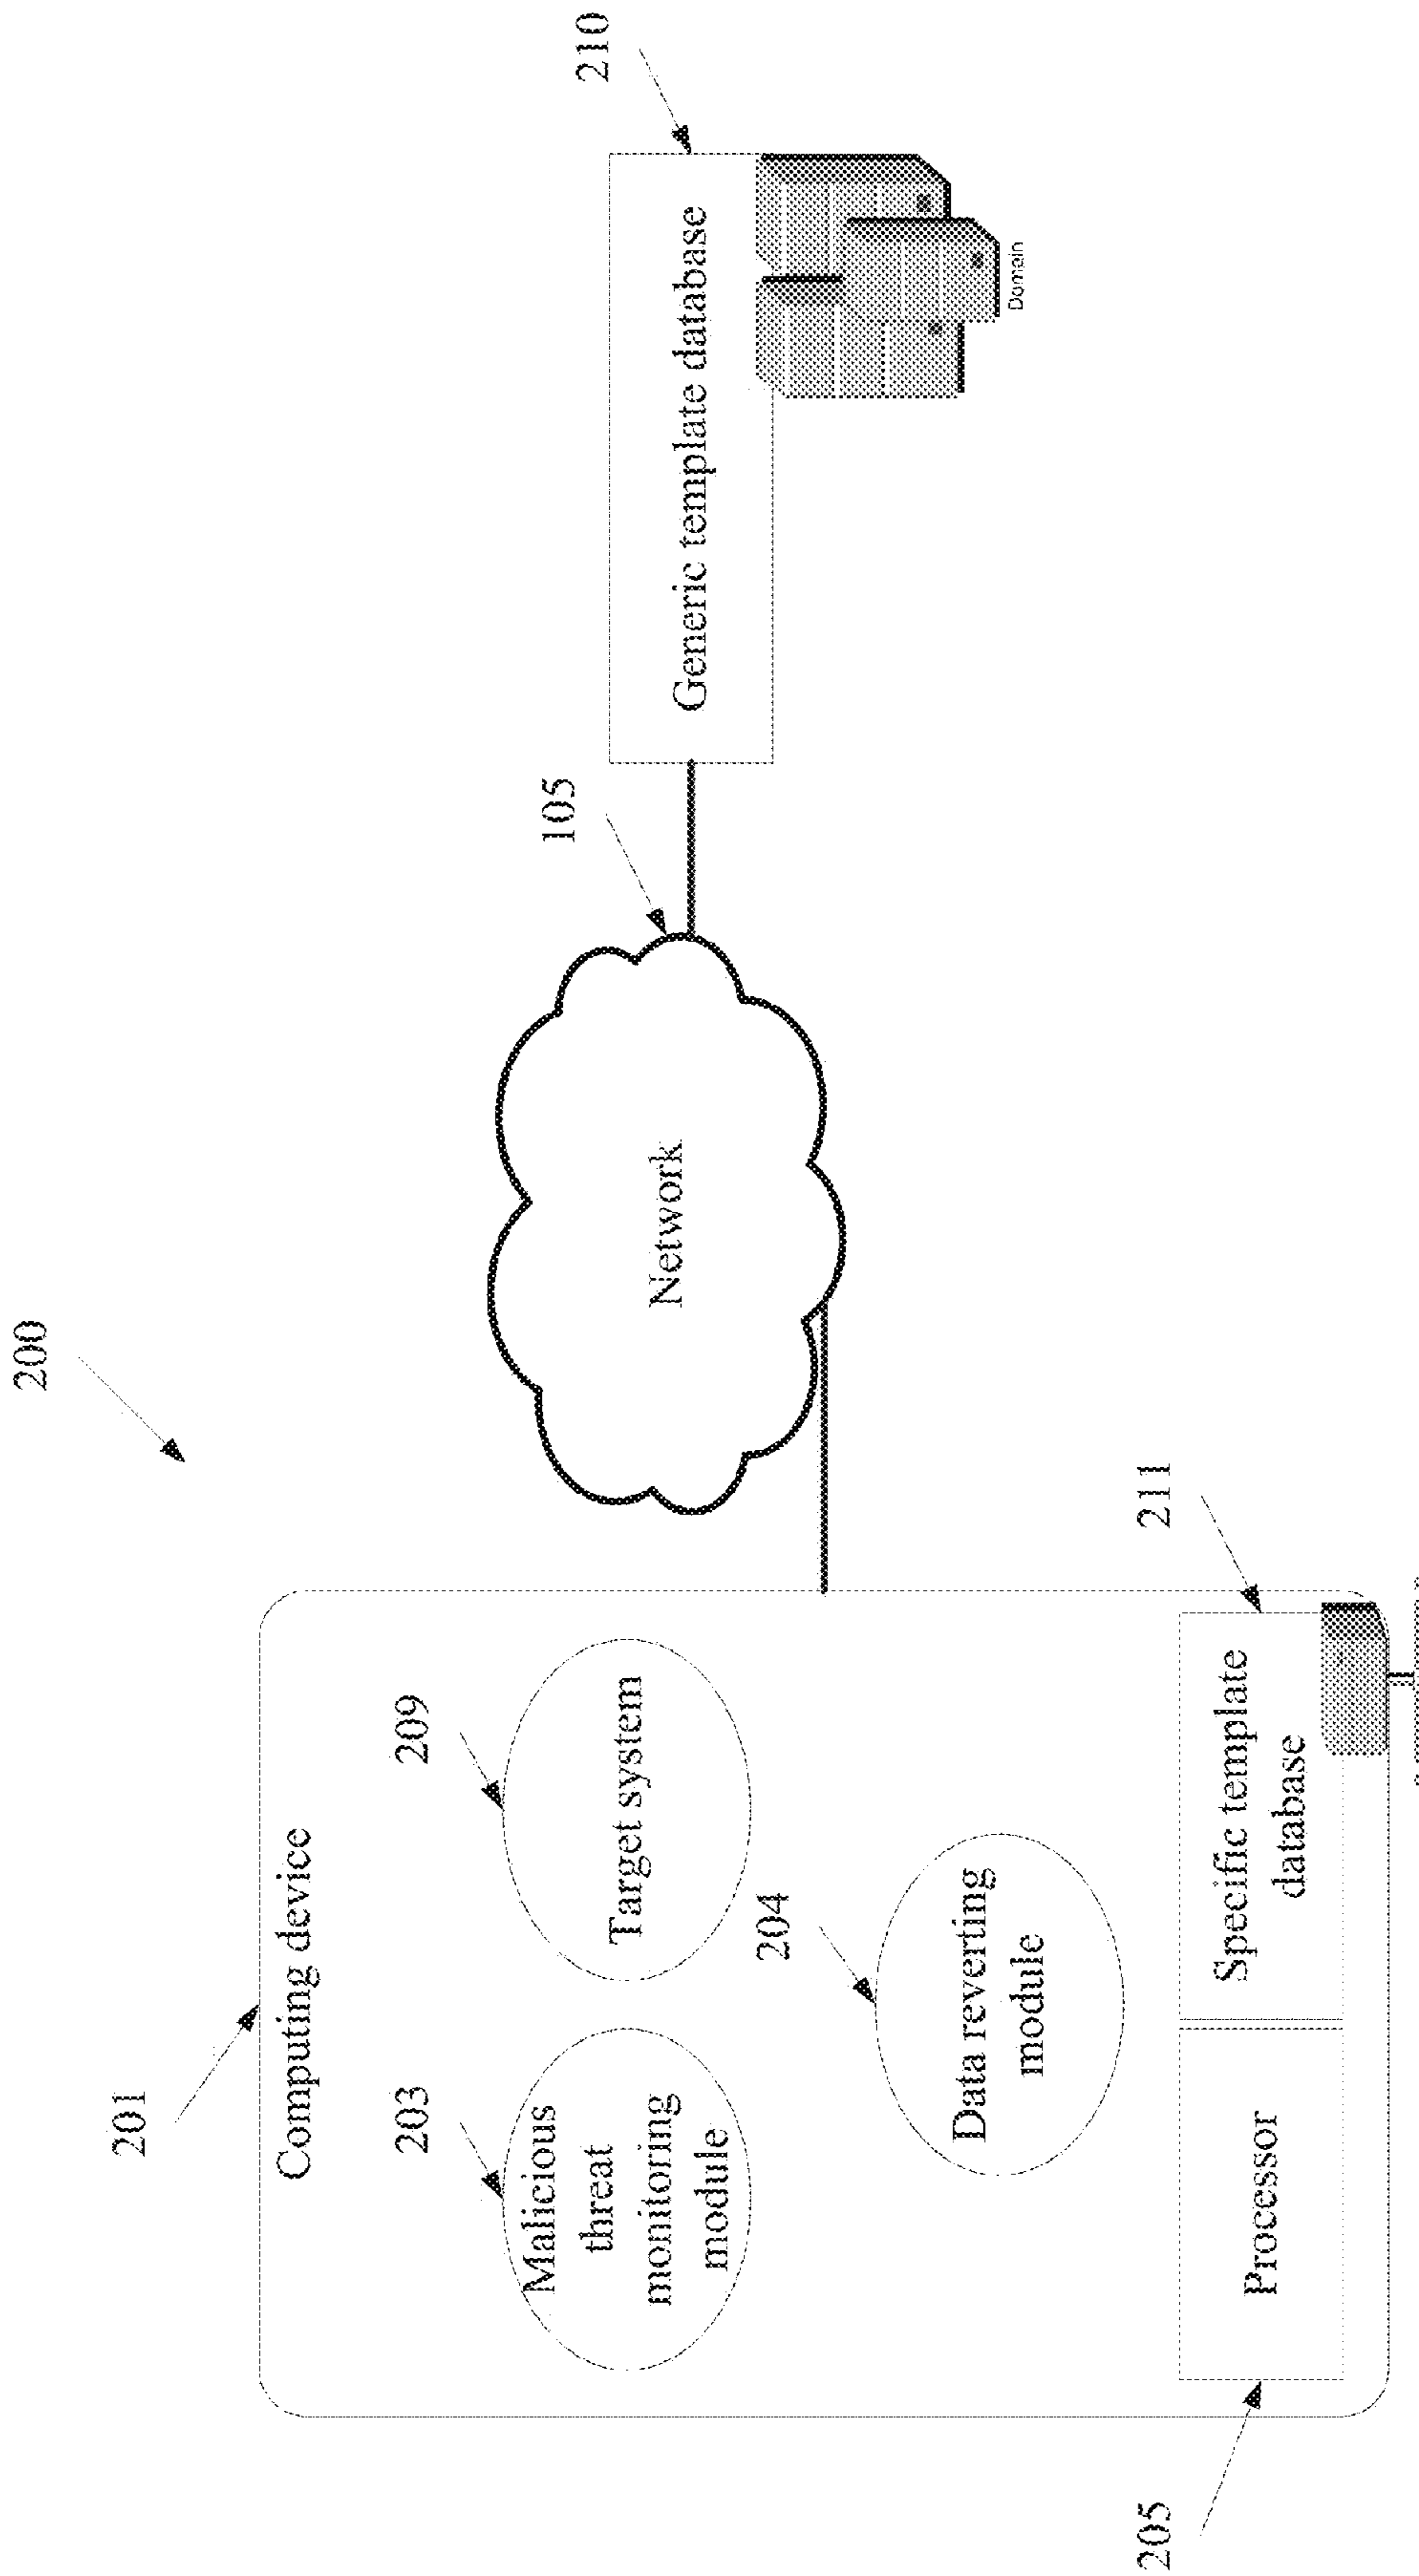 200
201
Computing device
203
Malicious
threat
monitoring
module
209
Target system
204
Data reverting
module
205
Processor
211
Specific template
database
105
Network
210
Generic template database
Domain